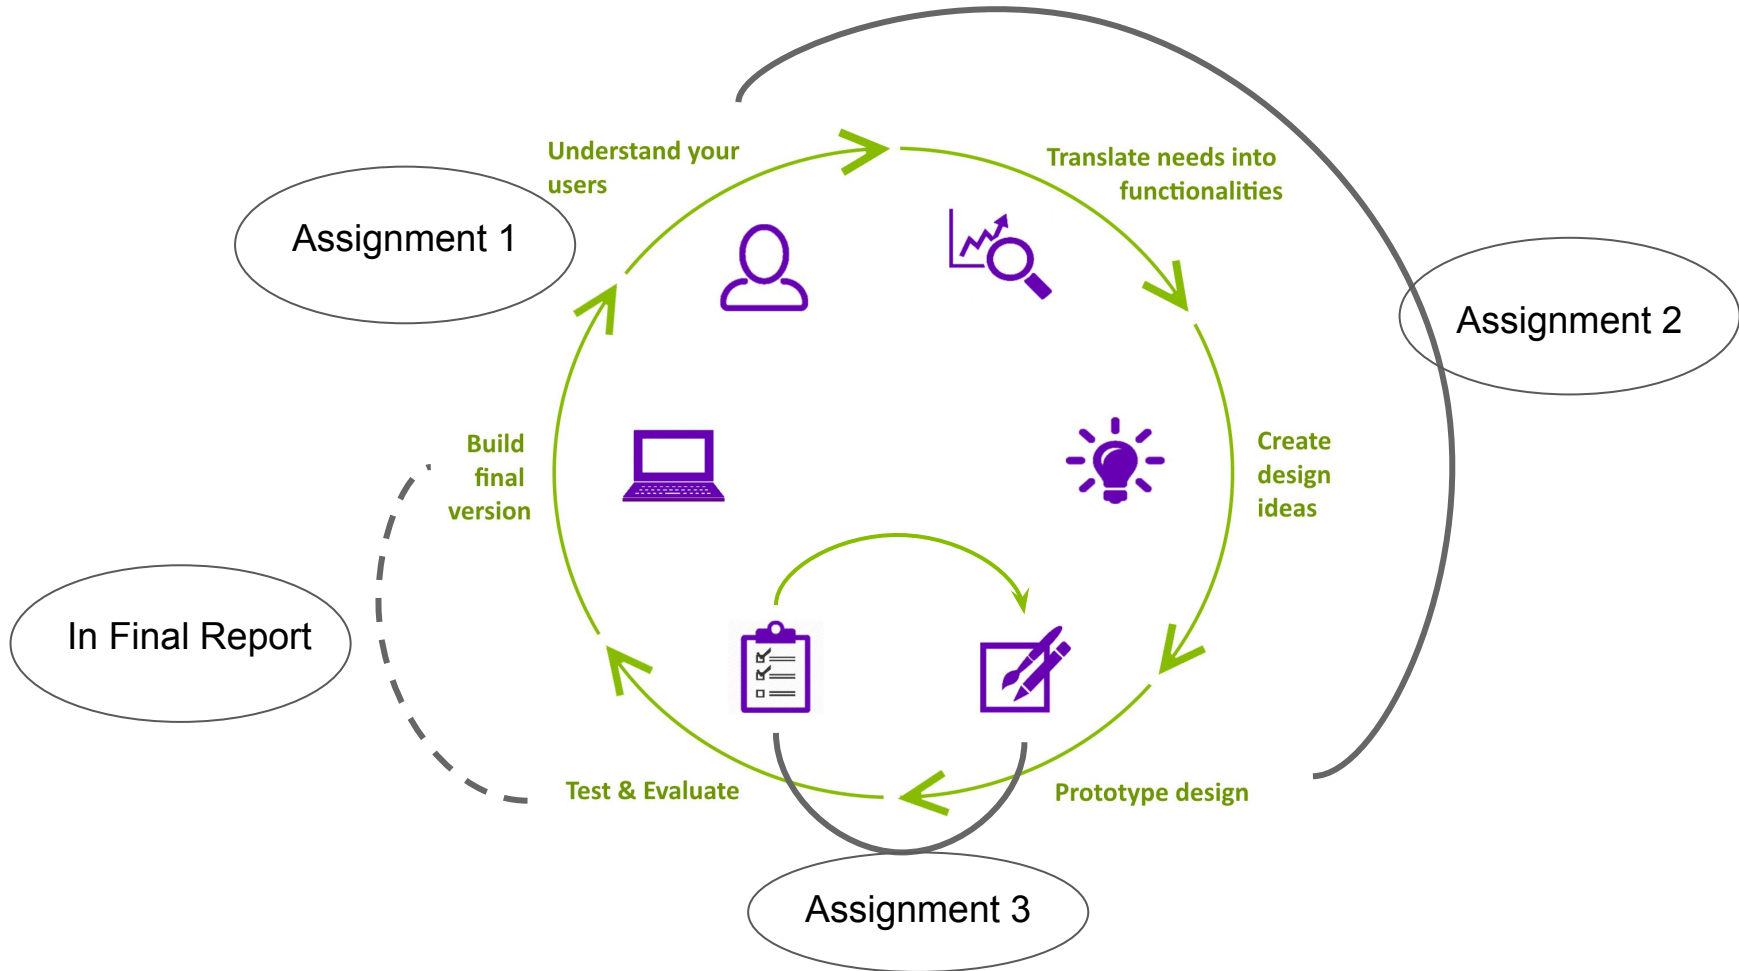 Understand your
users
Translate needs into
functionalities
Assignment 1
Assignment 2
Build
final
version
Create
design
ideas
In Final Report
Test & Evaluate
Prototype design
Assignment 3